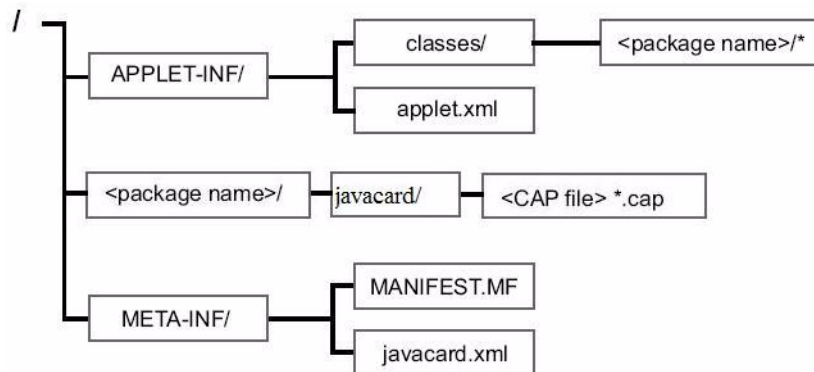 /
APPLET-INF/
classes/
<package name>/*
applet.xml
<package name>/
javacard/
<CAP file> *.cap
META-INF/
MANIFEST.MF
javacard.xml